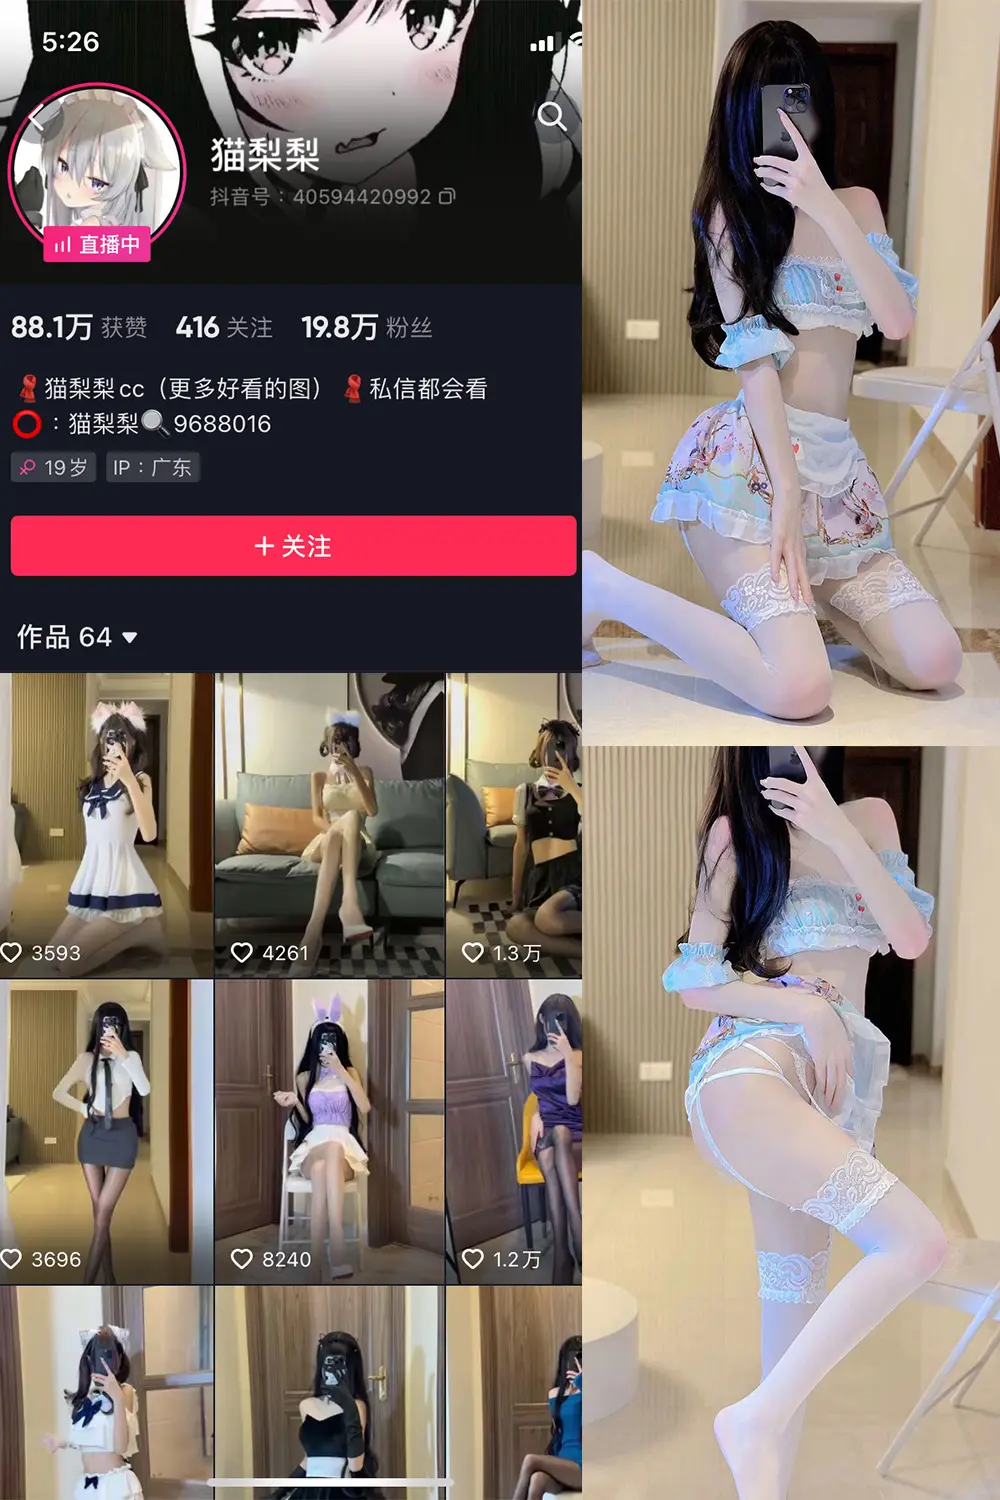 5:26
猫梨梨
抖音号：40594420992
直播中
88.1万 获赞 416 关注 19.8万 粉丝
猫梨梨cc（更多好看的图） 私信都会看
：猫梨梨🔍9688016
19岁 IP：广东
+ 关注
作品 64
3593
4261
1.3万
3696
8240
1.2万